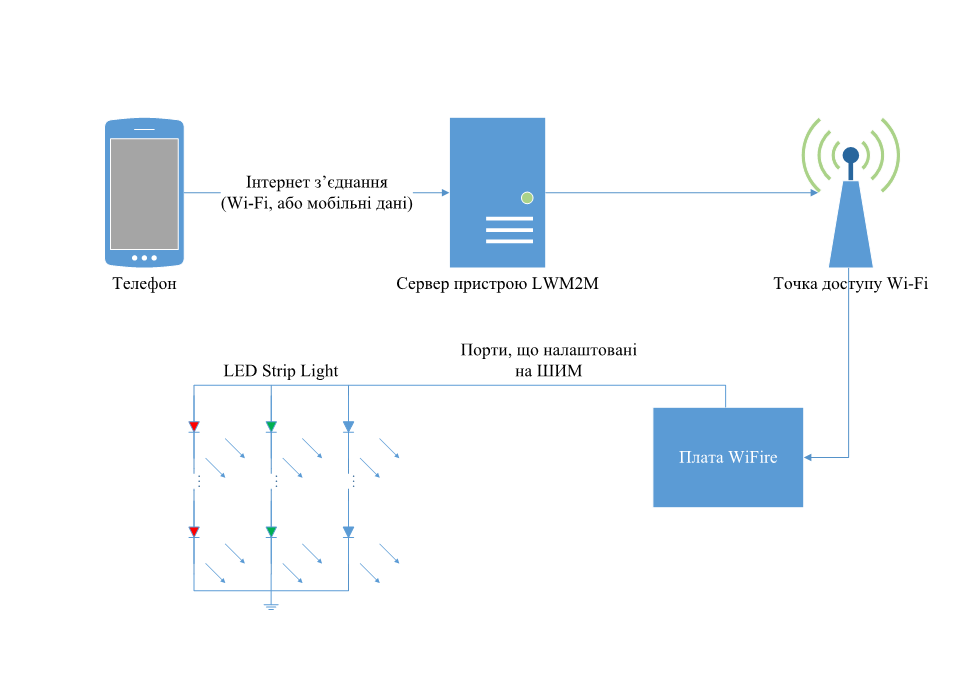 Інтернет з’єднання
(Wi-Fi, або мобільні дані)
Телефон
Сервер пристрою LWM2M
Точка доступу Wi-Fi
Порти, що налаштовані
на ШИМ
LED Strip Light
Плата WiFire